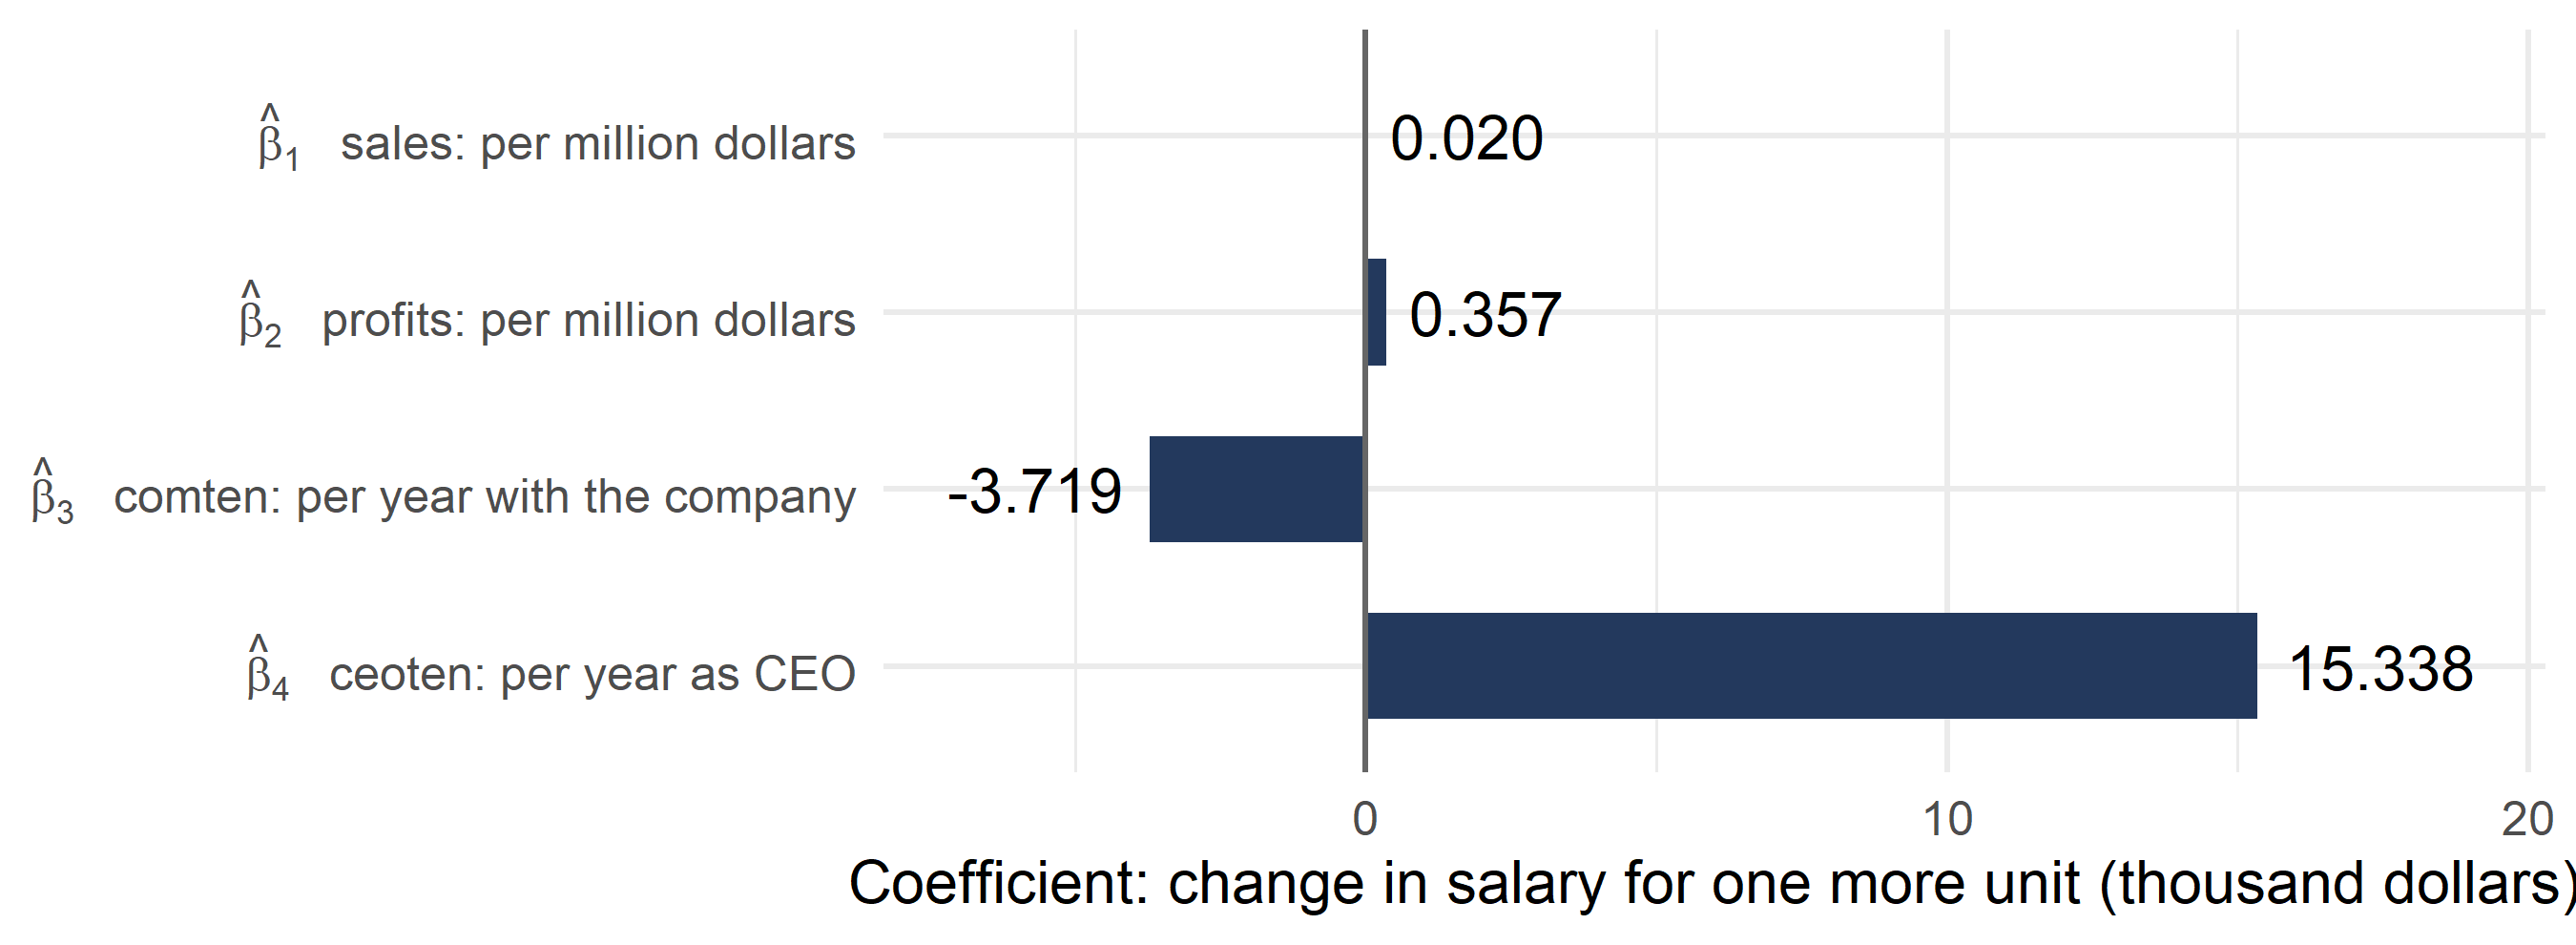 β̂₁ sales: per million dollars 0.020
β̂₂ profits: per million dollars 0.357
β̂₃ comten: per year with the company -3.719
β̂₄ ceoten: per year as CEO 15.338
0 10 20
Coefficient: change in salary for one more unit (thousand dollars)